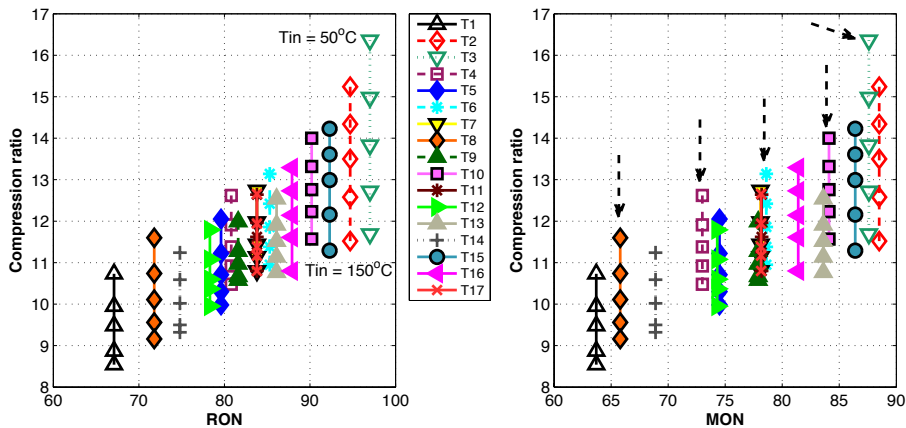 Compression ratio
17
16
15
14
13
12
11
10
9
8
60
70
80
90
100
RON
Tin = 50°C
Tin = 150°C
T1
T2
T3
T4
T5
T6
T7
T8
T9
T10
T11
T12
T13
T14
T15
T16
T17
Compression ratio
17
16
15
14
13
12
11
10
9
8
60
65
70
75
80
85
90
MON